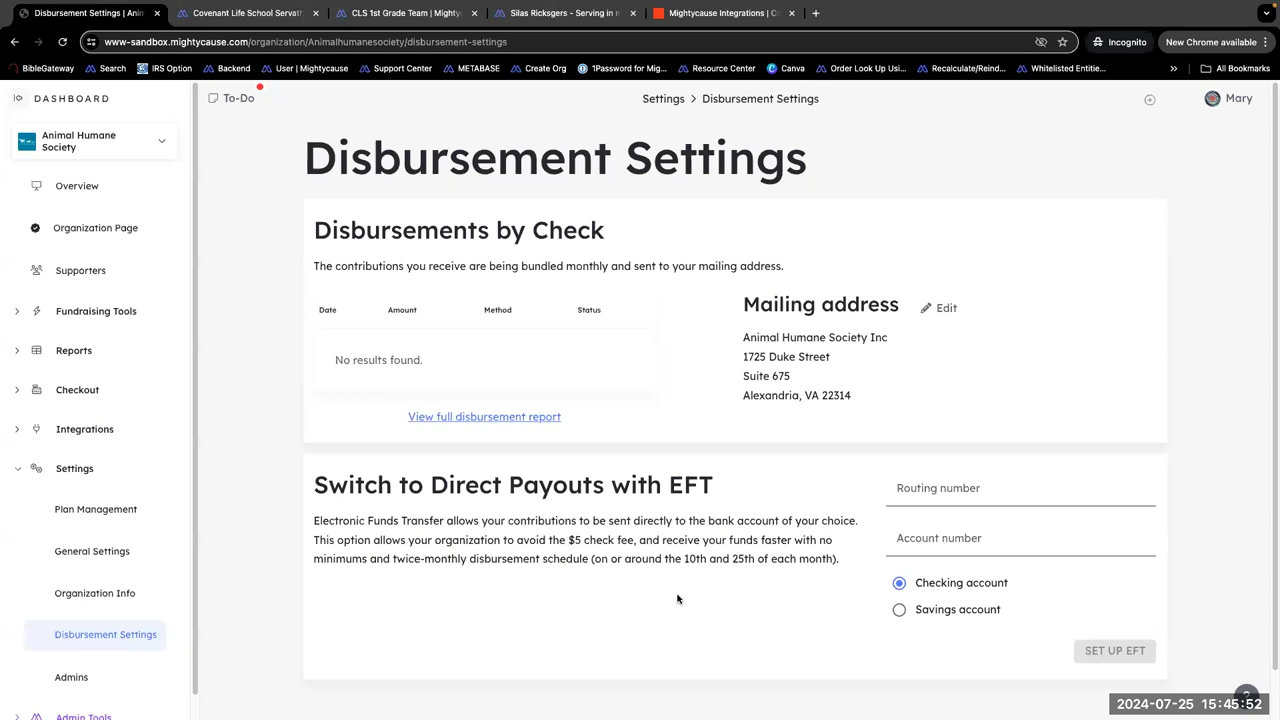 Disbursement Settings | Anin
Covenant Life School Servath
CLS 1st Grade Team | Mighty
Silas Ricksgers - Serving in m
Mightycause Integrations | C
www-sandbox.mightycause.com/organization/Animalhumanesociety/disbursement-settings
Incognito
New Chrome available
BibleGateway
Search
IRS Option
Backend
User | Mightycause
Support Center
METABASE
Create Org
1Password for Mig...
Resource Center
Canva
Order Look Up Usi...
Recalculate/Reind...
Whitelisted Entitie...
All Bookmarks
DASHBOARD
To-Do
Settings > Disbursement Settings
Mary
Animal Humane
Society
Overview
Organization Page
Supporters
Fundraising Tools
Reports
Checkout
Integrations
Settings
Plan Management
General Settings
Organization Info
Disbursement Settings
Admins
Admin Tools
Disbursement Settings
Disbursements by Check
The contributions you receive are being bundled monthly and sent to your mailing address.
Date Amount Method Status
No results found.
View full disbursement report
Mailing address
Edit
Animal Humane Society Inc
1725 Duke Street
Suite 675
Alexandria, VA 22314
Switch to Direct Payouts with EFT
Electronic Funds Transfer allows your contributions to be sent directly to the bank account of your choice.
This option allows your organization to avoid the $5 check fee, and receive your funds faster with no
minimums and twice-monthly disbursement schedule (on or around the 10th and 25th of each month).
Routing number
Account number
Checking account
Savings account
SET UP EFT
?
2024-07-25 15:45:52